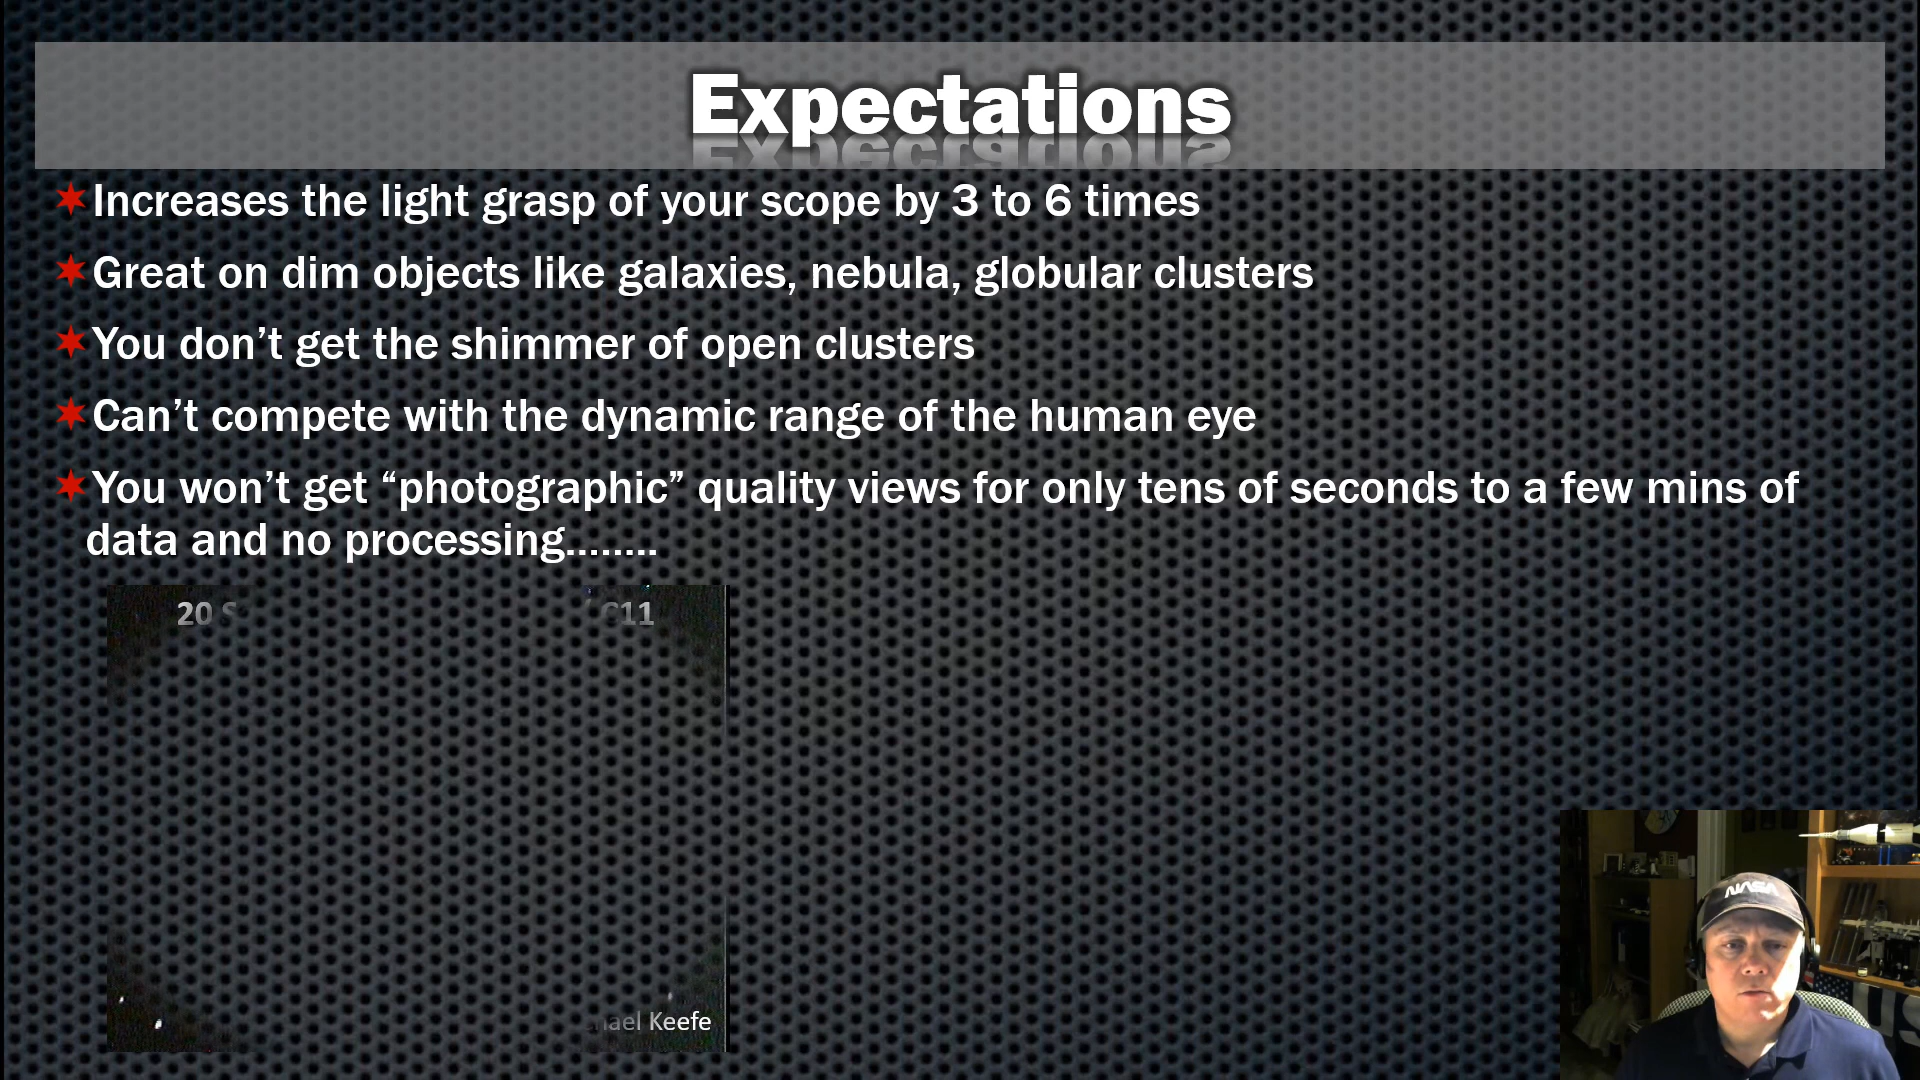 Expectations
Increases the light grasp of your scope by 3 to 6 times
Great on dim objects like galaxies, nebula, globular clusters
You don’t get the shimmer of open clusters
Can’t compete with the dynamic range of the human eye
You won’t get “photographic” quality views for only tens of seconds to a few mins of
data and no processing........
20 C11
Keefe
NASA